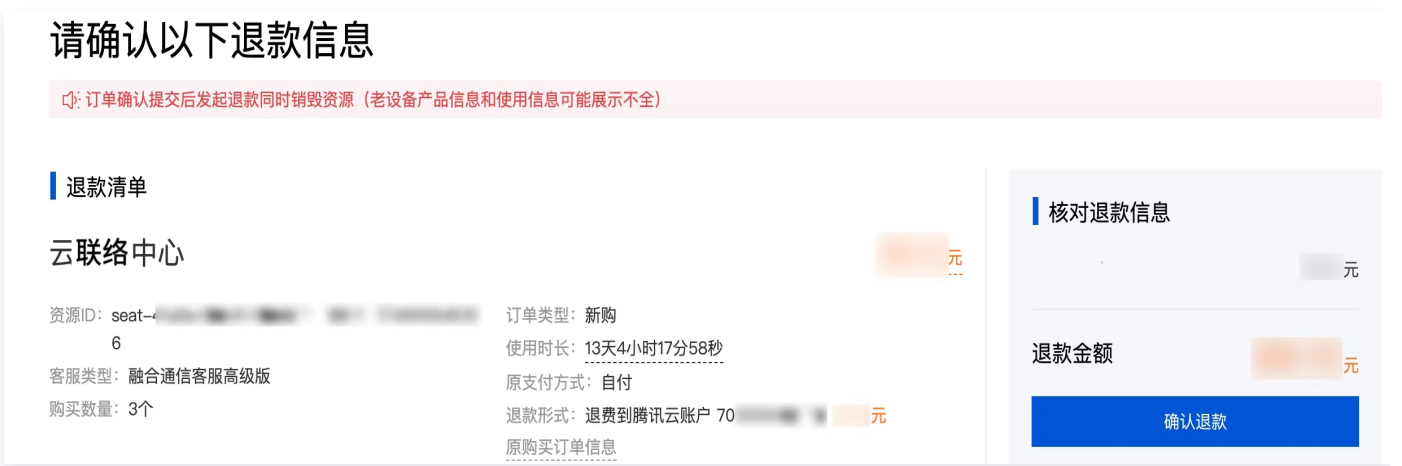 请确认以下退款信息
订单确认提交后发起退款同时销毁资源（老设备产品信息和使用信息可能展示不全）
退款清单
云联络中心
元
资源ID： seat-
6
客服类型：融合通信客服高级版
购买数量：3个
订单类型：新购
使用时长：13天4小时17分58秒
原支付方式：自付
退款形式：退费到腾讯云账户 70 元
原购买订单信息
核对退款信息
元
退款金额
元
确认退款